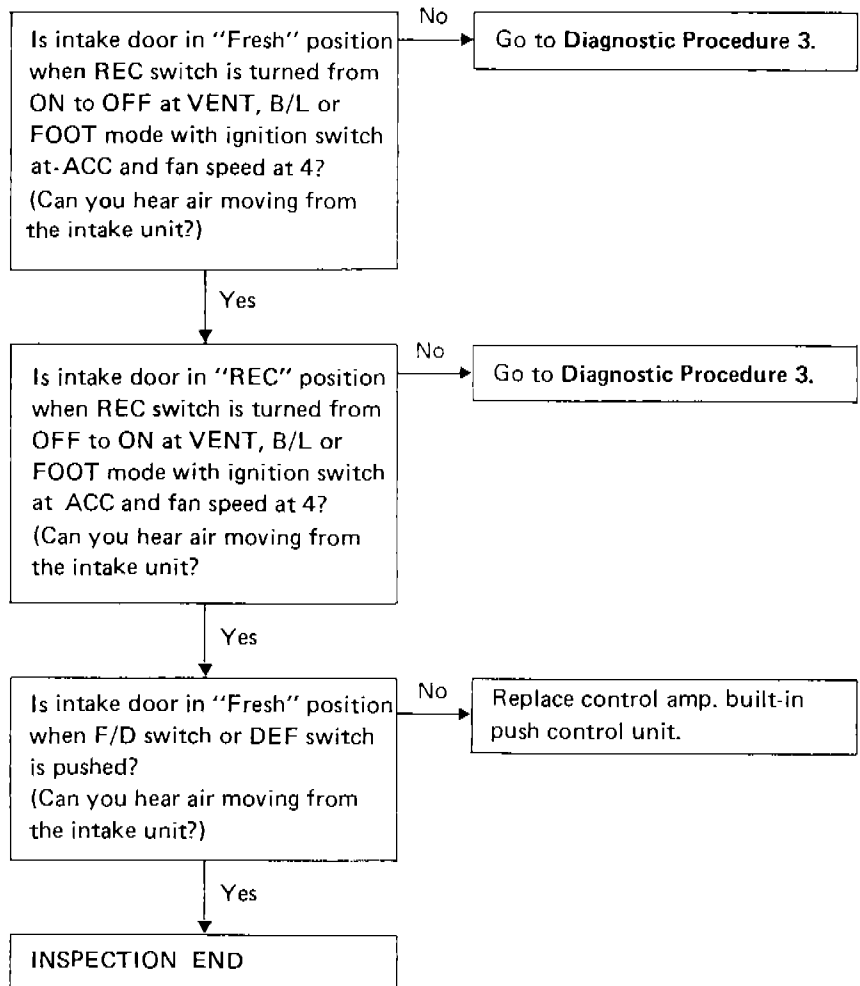 Is intake door in "Fresh" position
when REC switch is turned from
ON to OFF at VENT, B/L or
FOOT mode with ignition switch
at-ACC and fan speed at 4?
(Can you hear air moving from
the intake unit?)
No
Go to Diagnostic Procedure 3.
Yes
Is intake door in "REC" position
when REC switch is turned from
OFF to ON at VENT, B/L or
FOOT mode with ignition switch
at ACC and fan speed at 4?
(Can you hear air moving from
the intake unit?
No
Go to Diagnostic Procedure 3.
Yes
Is intake door in "Fresh" position
when F/D switch or DEF switch
is pushed?
(Can you hear air moving from
the intake unit?)
No
Replace control amp. built-in
push control unit.
Yes
INSPECTION END